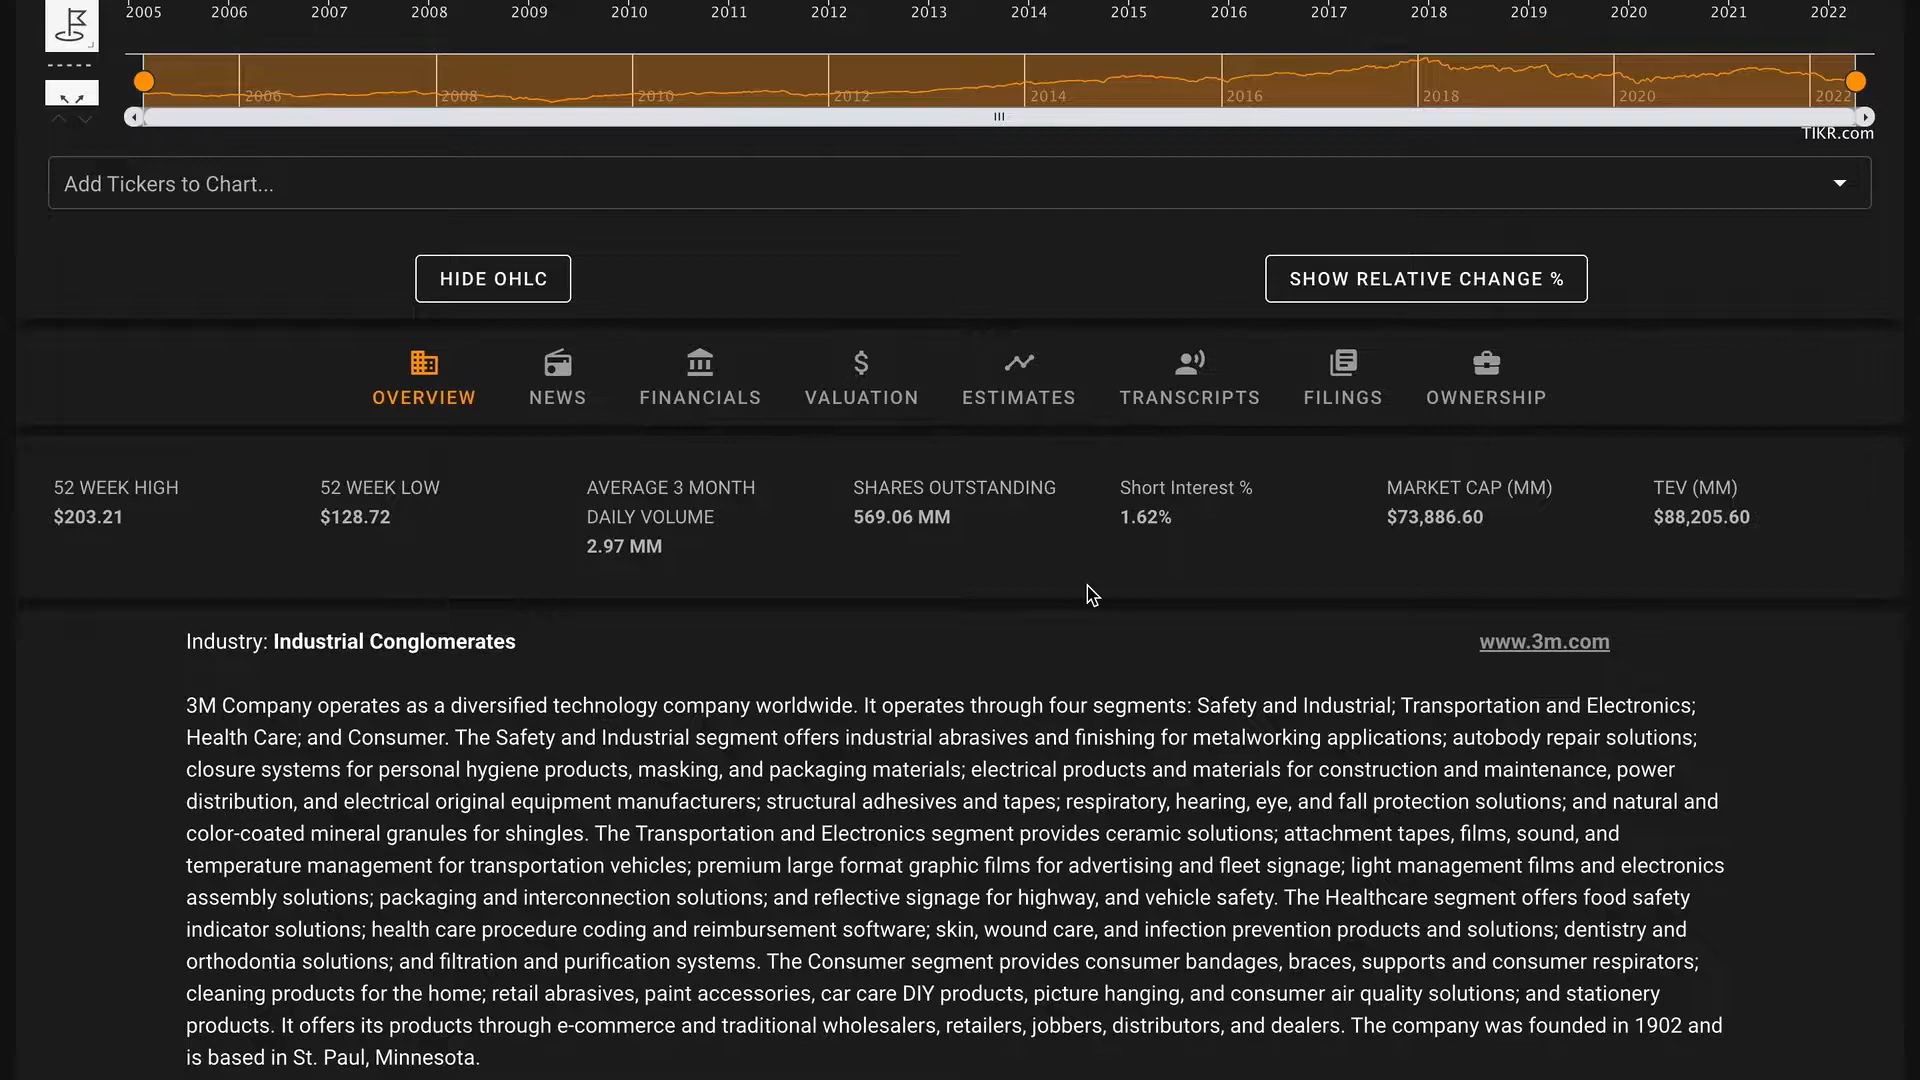 2005 2006 2007 2008 2009 2010 2011 2012 2013 2014 2015 2016 2017 2018 2019 2020 2021 2022
2006 2008 2010 2012 2014 2016 2018 2020 2022
TIKR.com
Add Tickers to Chart...
HIDE OHLC SHOW RELATIVE CHANGE %
OVERVIEW NEWS FINANCIALS VALUATION ESTIMATES TRANSCRIPTS FILINGS OWNERSHIP
52 WEEK HIGH
$203.21
52 WEEK LOW
$128.72
AVERAGE 3 MONTH
DAILY VOLUME
2.97 MM
SHARES OUTSTANDING
569.06 MM
Short Interest %
1.62%
MARKET CAP (MM)
$73,886.60
TEV (MM)
$88,205.60
Industry: Industrial Conglomerates www.3m.com
3M Company operates as a diversified technology company worldwide. It operates through four segments: Safety and Industrial; Transportation and Electronics;
Health Care; and Consumer. The Safety and Industrial segment offers industrial abrasives and finishing for metalworking applications; autobody repair solutions;
closure systems for personal hygiene products, masking, and packaging materials; electrical products and materials for construction and maintenance, power
distribution, and electrical original equipment manufacturers; structural adhesives and tapes; respiratory, hearing, eye, and fall protection solutions; and natural and
color-coated mineral granules for shingles. The Transportation and Electronics segment provides ceramic solutions; attachment tapes, films, sound, and
temperature management for transportation vehicles; premium large format graphic films for advertising and fleet signage; light management films and electronics
assembly solutions; packaging and interconnection solutions; and reflective signage for highway, and vehicle safety. The Healthcare segment offers food safety
indicator solutions; health care procedure coding and reimbursement software; skin, wound care, and infection prevention products and solutions; dentistry and
orthodontia solutions; and filtration and purification systems. The Consumer segment provides consumer bandages, braces, supports and consumer respirators;
cleaning products for the home; retail abrasives, paint accessories, car care DIY products, picture hanging, and consumer air quality solutions; and stationery
products. It offers its products through e-commerce and traditional wholesalers, retailers, jobbers, distributors, and dealers. The company was founded in 1902 and
is based in St. Paul, Minnesota.